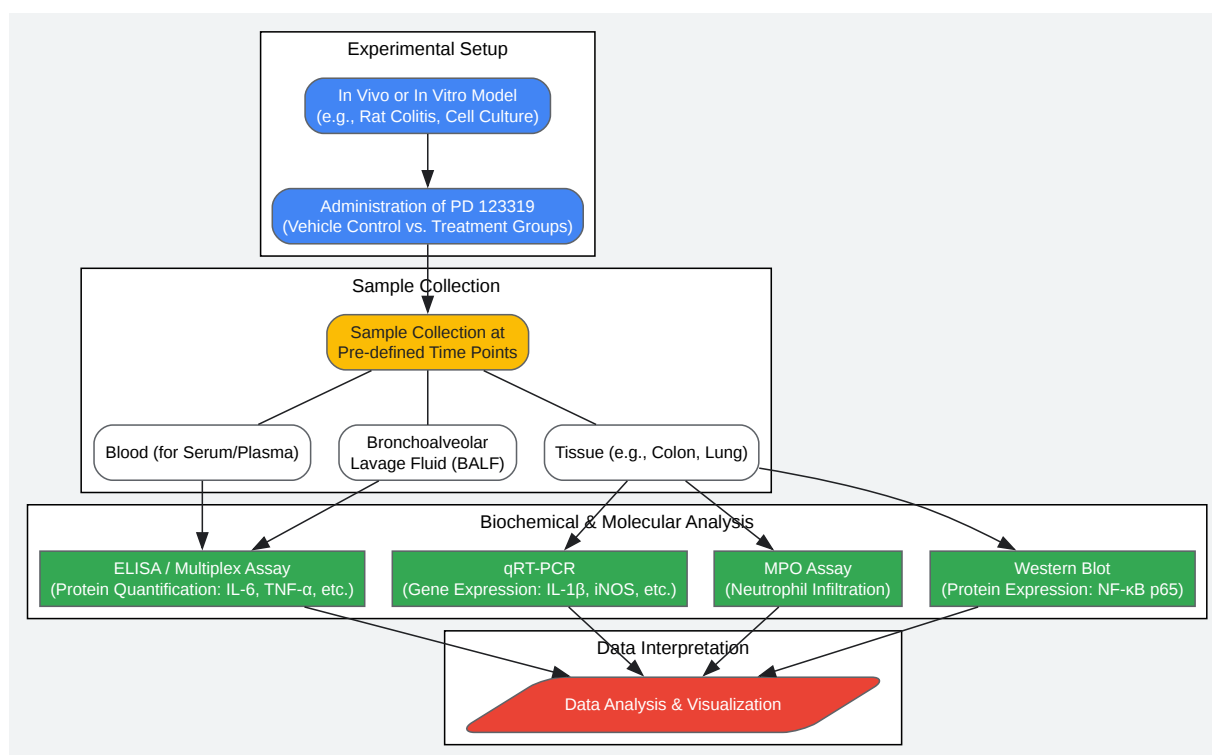 Experimental Setup
In Vivo or In Vitro Model
(e.g., Rat Colitis, Cell Culture)
Administration of PD 123319
(Vehicle Control vs. Treatment Groups)
Sample Collection
Sample Collection at
Pre-defined Time Points
Blood (for Serum/Plasma)
Bronchoalveolar
Lavage Fluid (BALF)
Tissue (e.g., Colon, Lung)
Biochemical & Molecular Analysis
ELISA / Multiplex Assay
(Protein Quantification: IL-6, TNF-α, etc.)
qRT-PCR
(Gene Expression: IL-1β, iNOS, etc.)
MPO Assay
(Neutrophil Infiltration)
Western Blot
(Protein Expression: NF-κB p65)
Data Interpretation
Data Analysis & Visualization